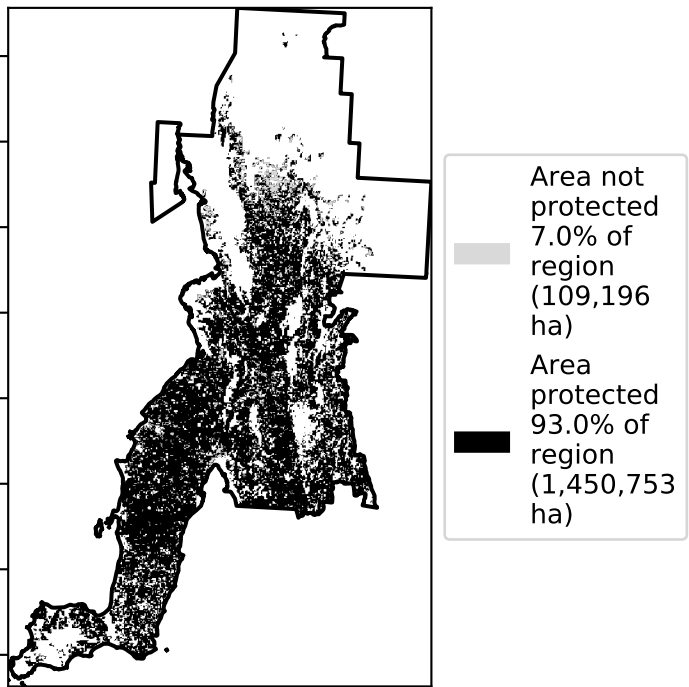 Area not
protected
7.0% of
region
(109,196
ha)
Area
protected
93.0% of
region
(1,450,753
ha)